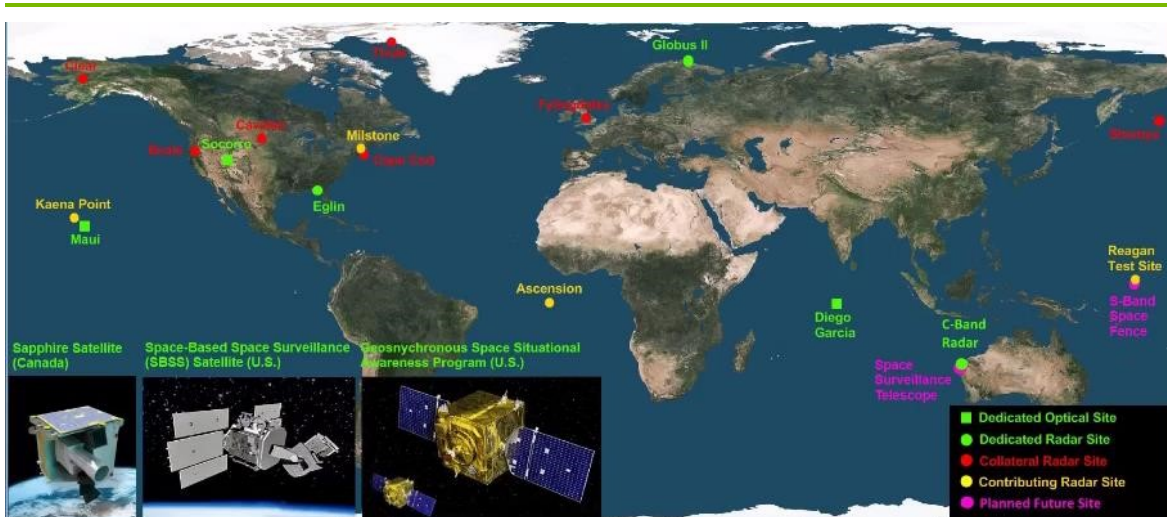 Thule
Globus II
Clear
Fylingdales
Cavalier
Milstone
Shemya
Beale
Socorro
Cape Cod
Kaena Point
Eglin
Maui
Reagan
Test Site
Ascension
S-Band
Space
Fence
Diego
Garcia
C-Band
Radar
Sapphire Satellite
(Canada)
Space-Based Space Surveillance
(SBSS) Satellite (U.S.)
Geosnychronous Space Situational
Awareness Program (U.S.)
Space
Surveillance
Telescope
Dedicated Optical Site
Dedicated Radar Site
Collateral Radar Site
Contributing Radar Site
Planned Future Site